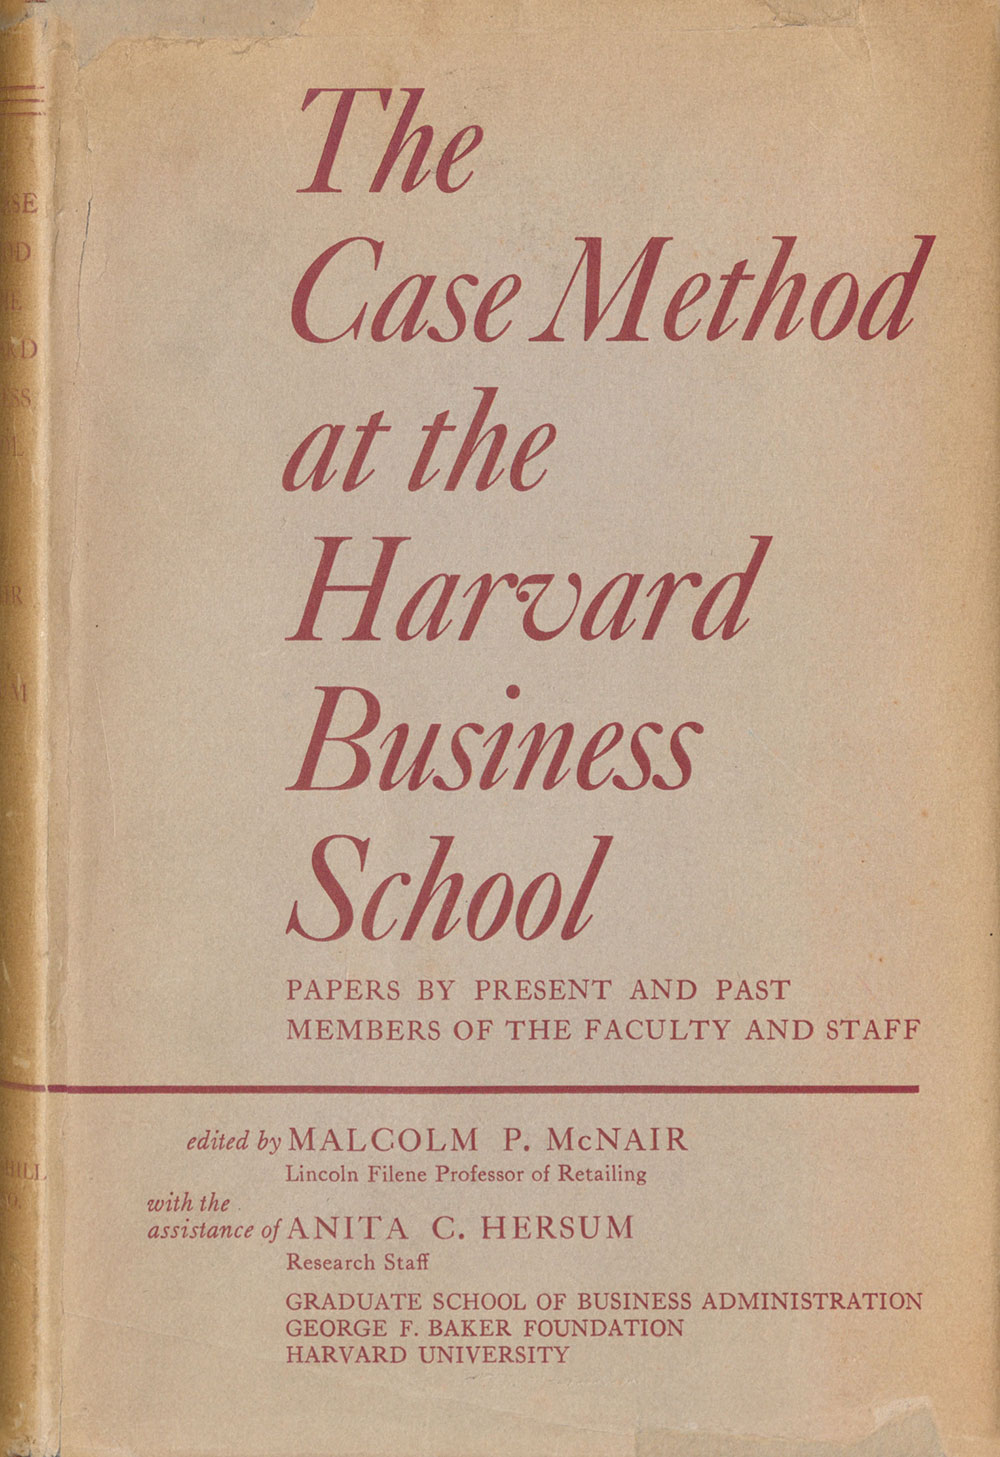 The
Case Method
at the
Harvard
Business
School
PAPERS BY PRESENT AND PAST
MEMBERS OF THE FACULTY AND STAFF
edited by MALCOLM P. McNAIR
Lincoln Filene Professor of Retailing
with the
assistance of ANITA C. HERSUM
Research Staff
GRADUATE SCHOOL OF BUSINESS ADMINISTRATION
GEORGE F. BAKER FOUNDATION
HARVARD UNIVERSITY